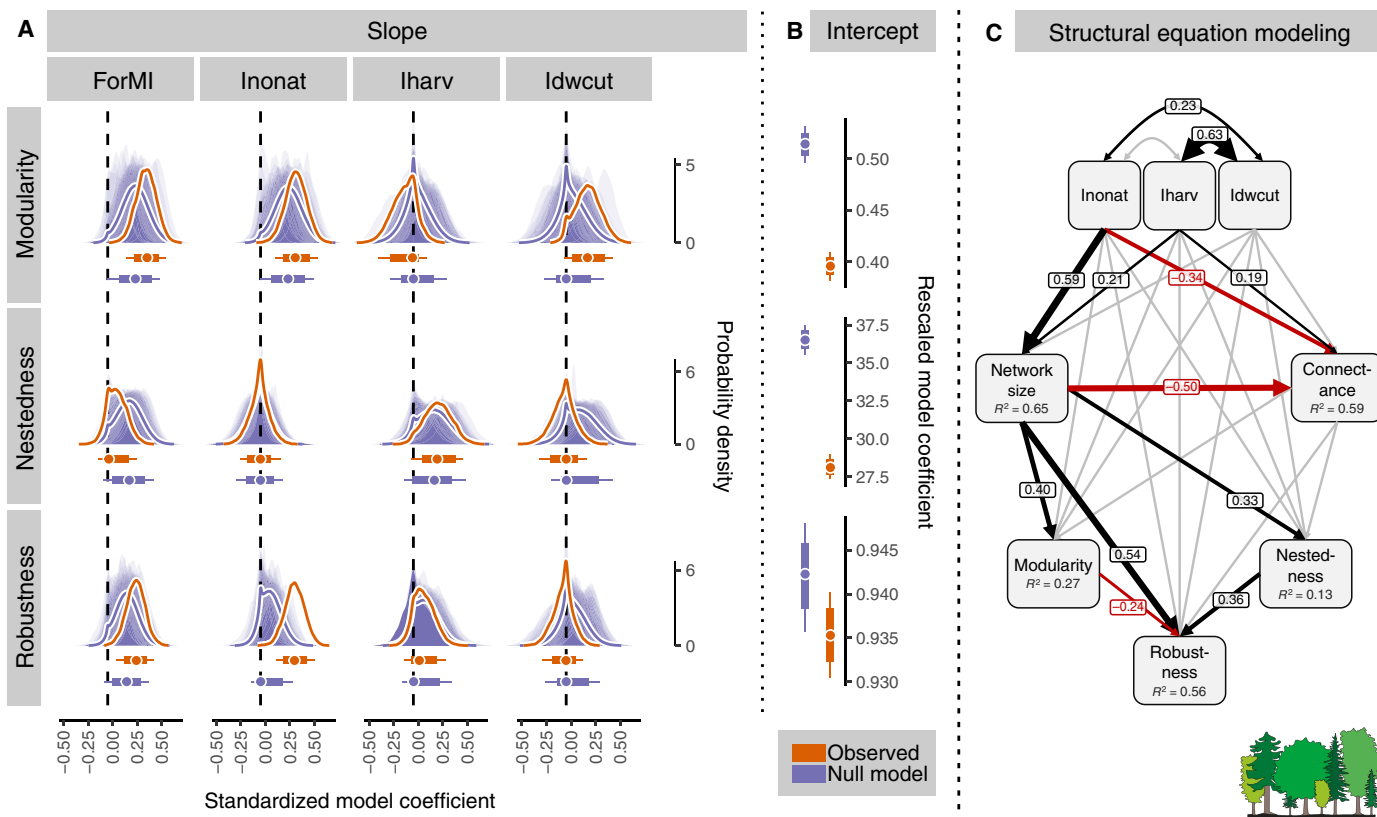 A
Slope
ForMI
Inonat
Iharv
Idwcut
Modularity
Nestedness
Robustness
5
0
6
0
6
0
Probability density
−0.50
−0.25
0.00
0.25
0.50
−0.50
−0.25
0.00
0.25
0.50
−0.50
−0.25
0.00
0.25
0.50
−0.50
−0.25
0.00
0.25
0.50
Standardized model coefficient
B
Intercept
0.50
0.45
0.40
37.5
35.0
32.5
30.0
27.5
0.945
0.940
0.935
0.930
Rescaled model coefficient
Observed
Null model
C
Structural equation modeling
0.23
0.63
Inonat
Iharv
Idwcut
0.59
0.21
−0.34
0.19
Network
size
R² = 0.65
−0.50
Connect-
ance
R² = 0.59
0.40
0.33
0.54
Modularity
R² = 0.27
Nested-
ness
R² = 0.13
−0.24
0.36
Robust-
ness
R² = 0.56